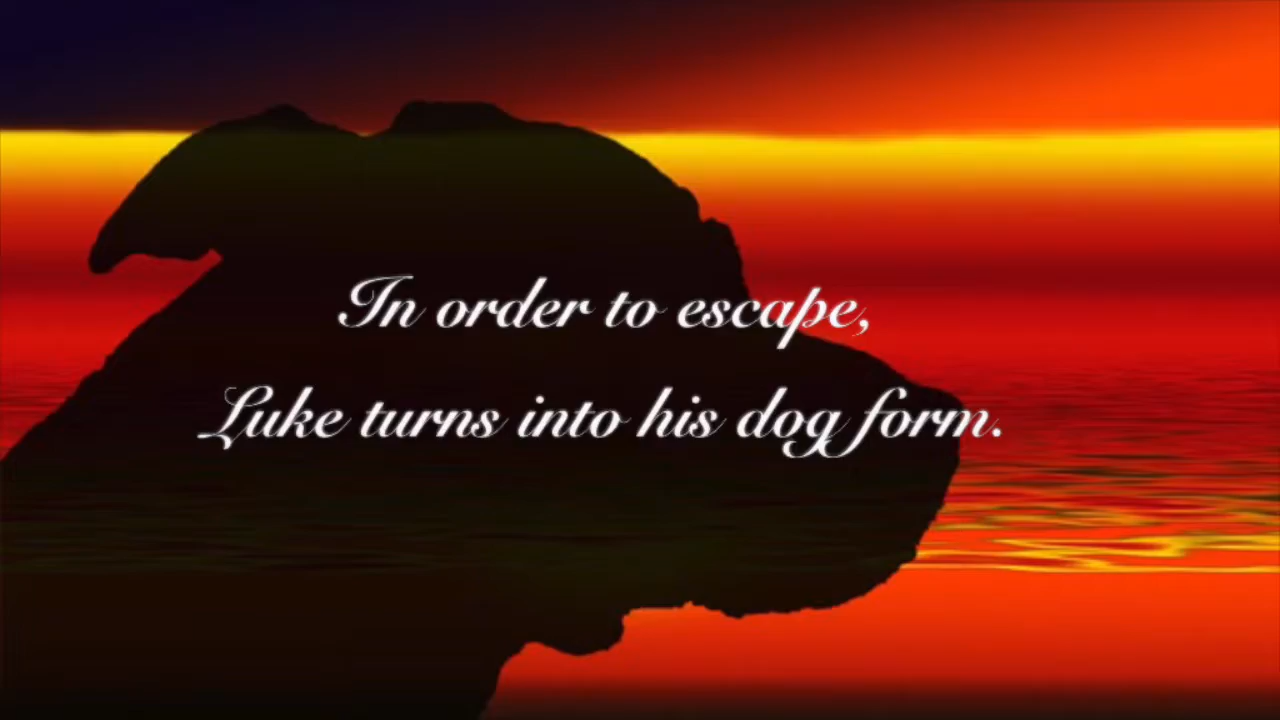 In order to escape,
Luke turns into his dog form.